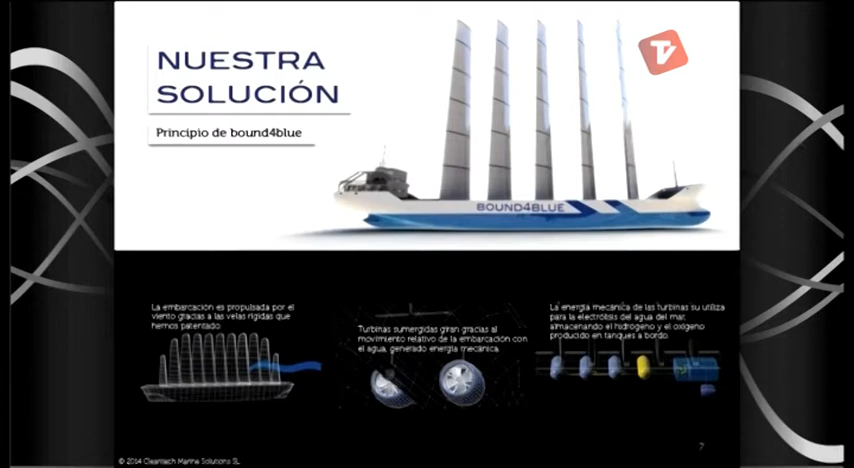 NUESTRA
SOLUCIÓN
Principio de bound4blue
TV
BOUND4BLUE
La embarcación es propulsada por el
viento gracias a las velas rígidas que
hemos patentado.
Turbinas sumergidas giran gracias al
movimiento relativo de la embarcación con
el agua, generado energía mecánica.
La energía mecánica de las turbinas su utiliza
para la electrólisis del agua del mar,
almacenando el hidrógeno y el oxígeno
producido en tanques a bordo.
7
© 2014 Cleantech Marine Solutions SL